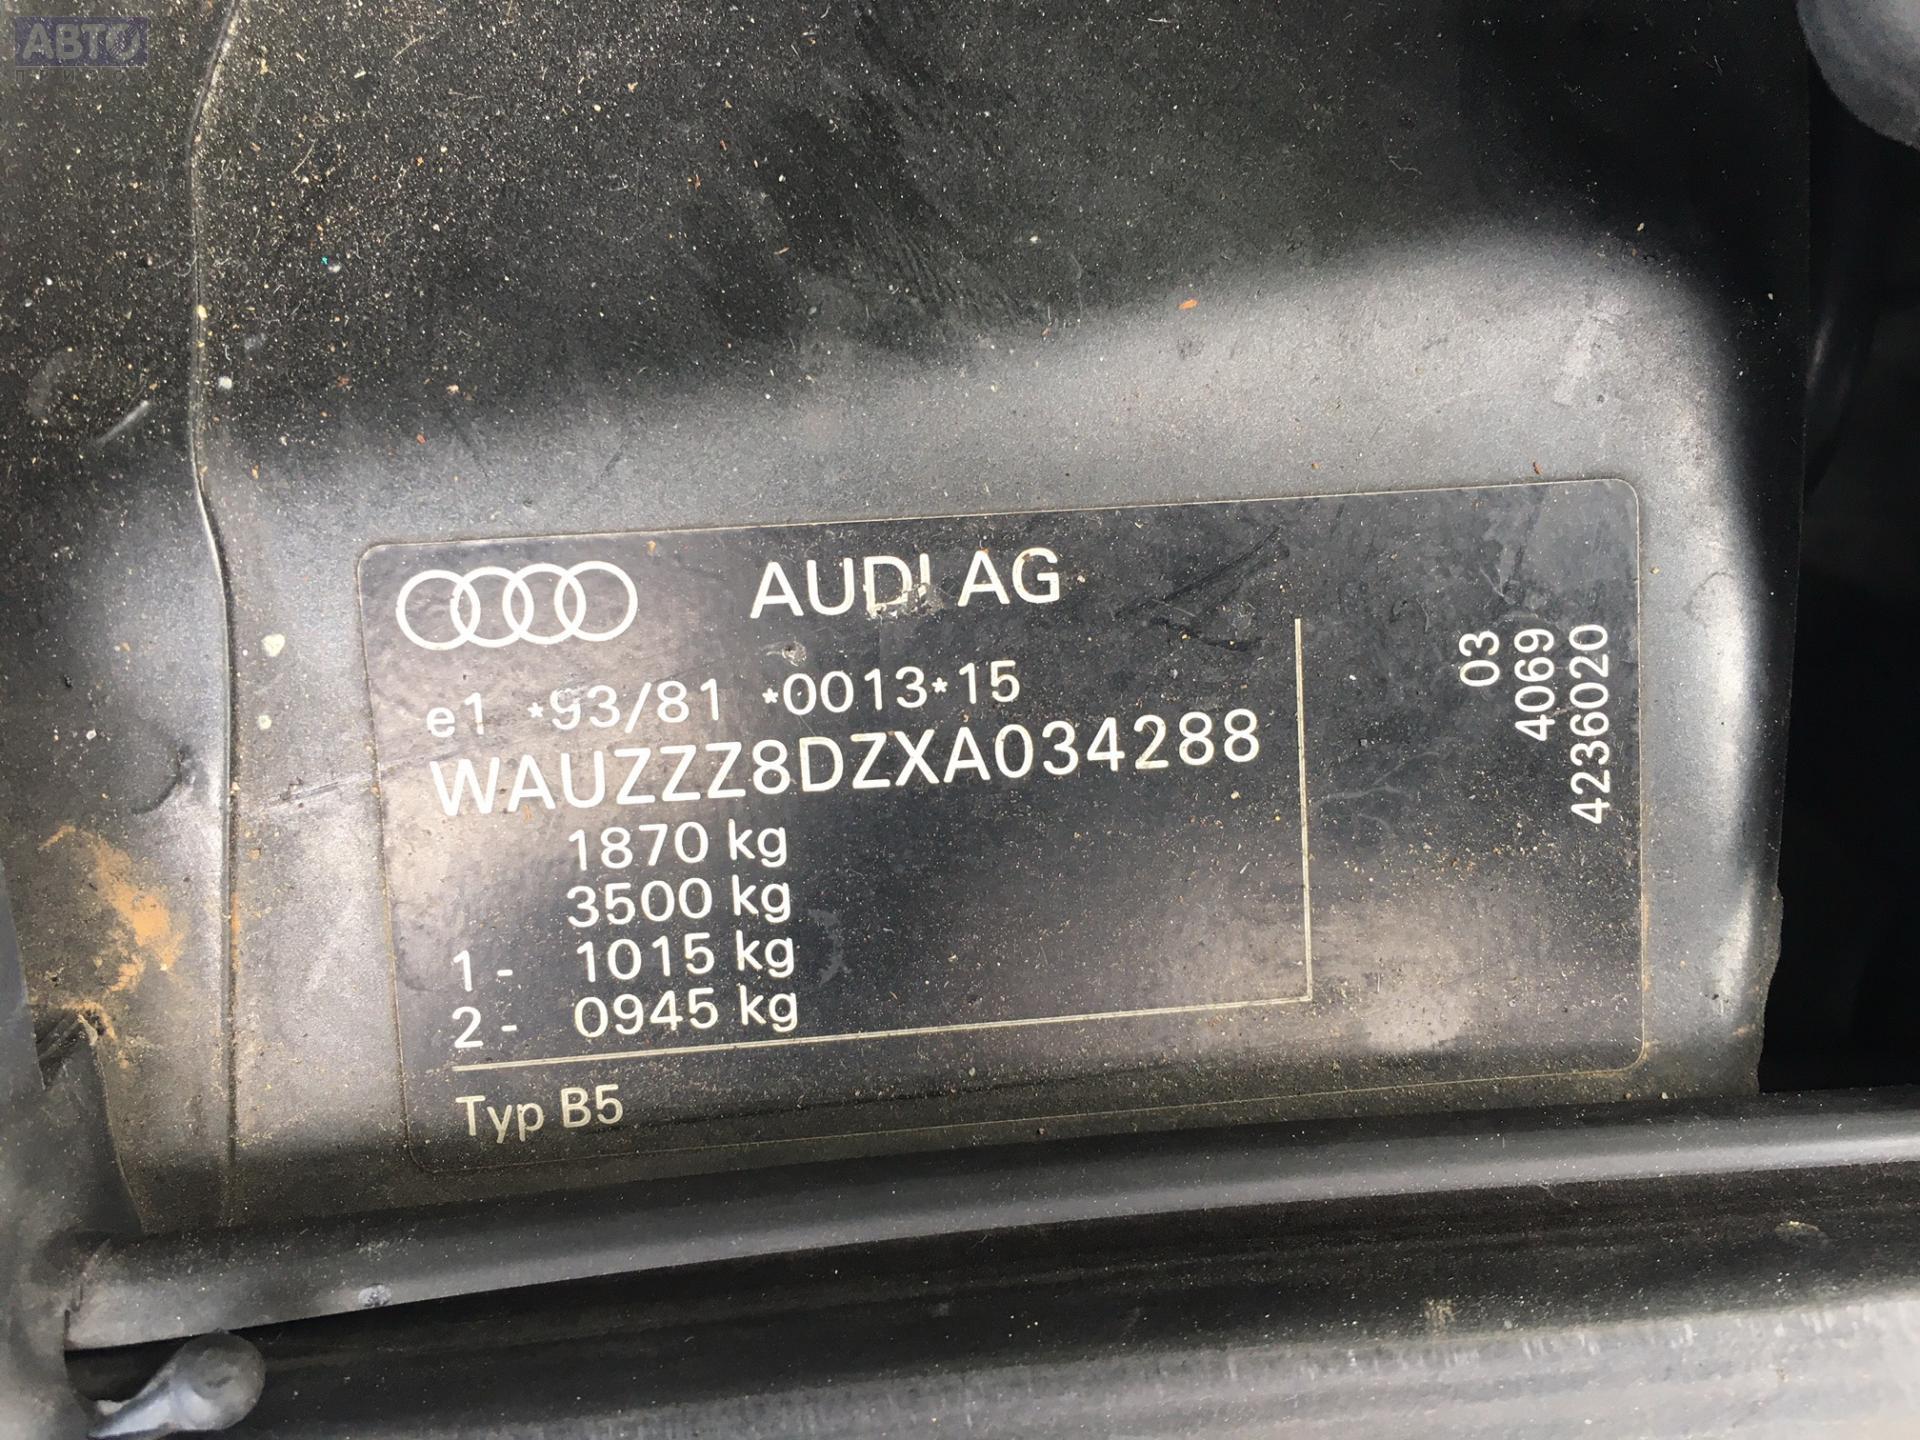 АВТО
AUDI AG
e1 *93/81 *0013*15
WAUZZZ8DZXA034288
1870 kg
3500 kg
1- 1015 kg
2- 0945 kg
Typ B5
03
4069
4236020